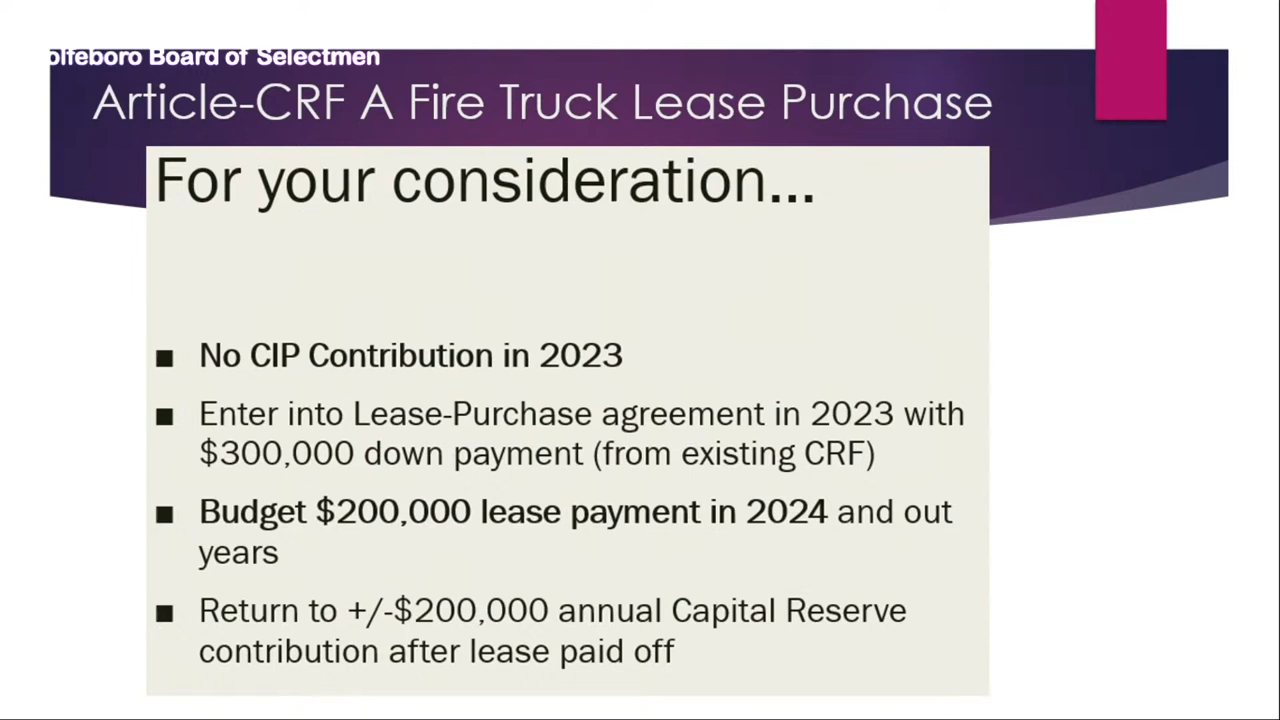 olfeboro Board of Selectmen
Article-CRF A Fire Truck Lease Purchase
For your consideration...
■ No CIP Contribution in 2023
■ Enter into Lease-Purchase agreement in 2023 with
$300,000 down payment (from existing CRF)
■ Budget $200,000 lease payment in 2024 and out
years
■ Return to +/-$200,000 annual Capital Reserve
contribution after lease paid off